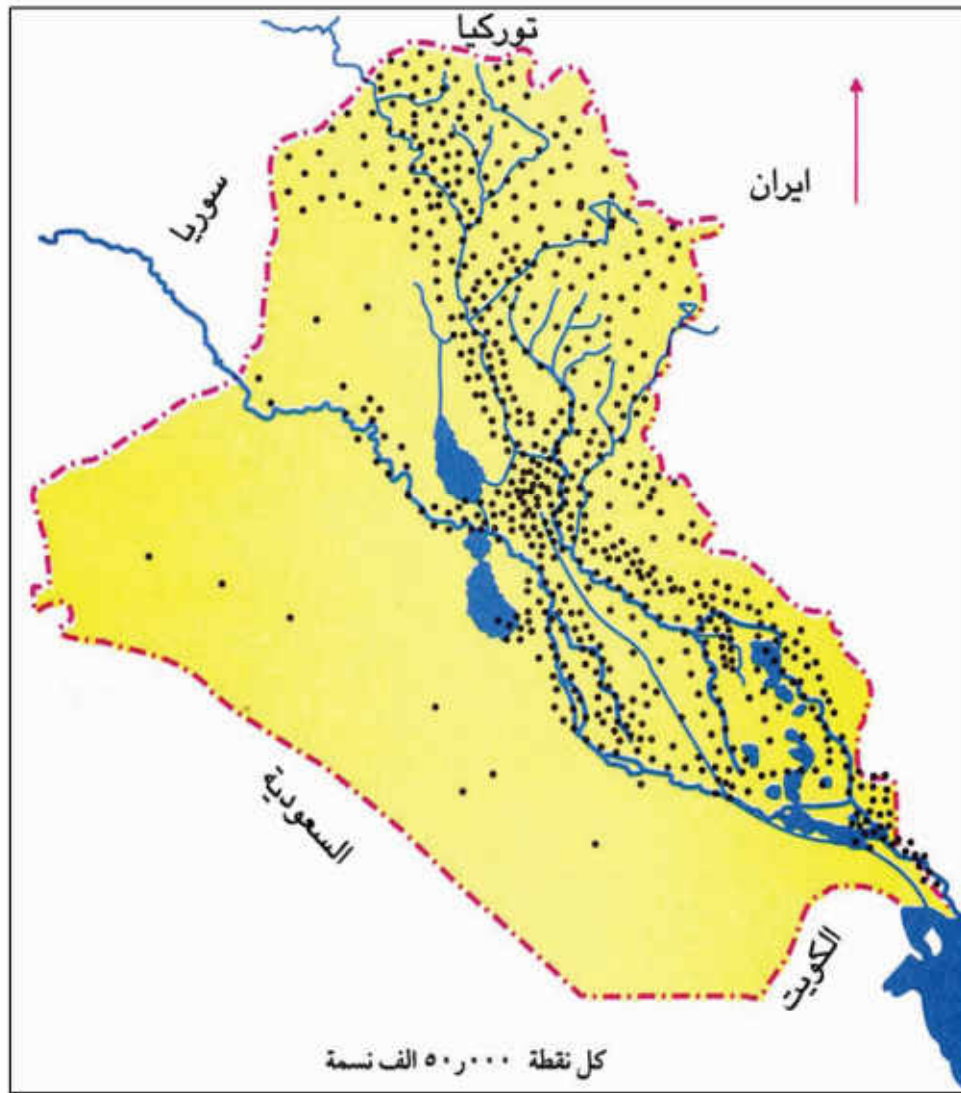 توركيا
ايران
سوريا
السعودية
الكويت
كل نقطة ٥٠٫٠٠٠ الف نسمة